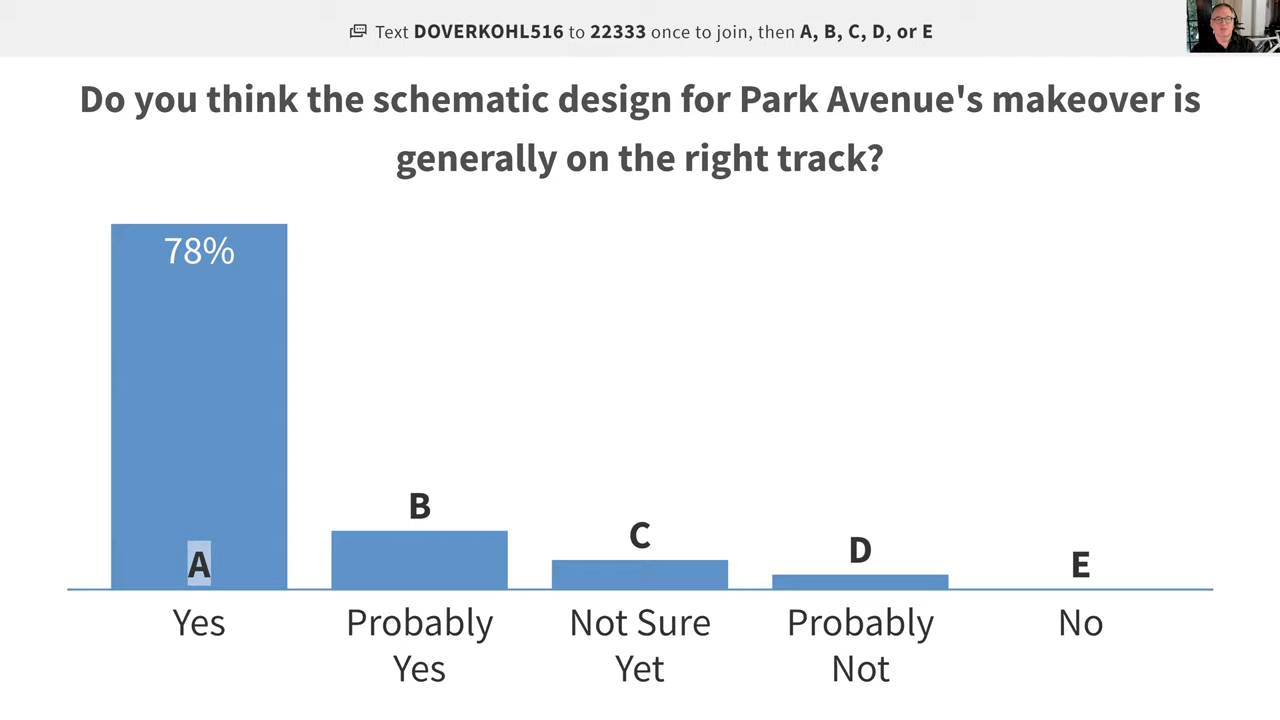 Text DOVERKOHL516 to 22333 once to join, then A, B, C, D, or E
Do you think the schematic design for Park Avenue's makeover is
generally on the right track?
78%
A
B
C
D
E
Yes
Probably
Yes
Not Sure
Yet
Probably
Not
No